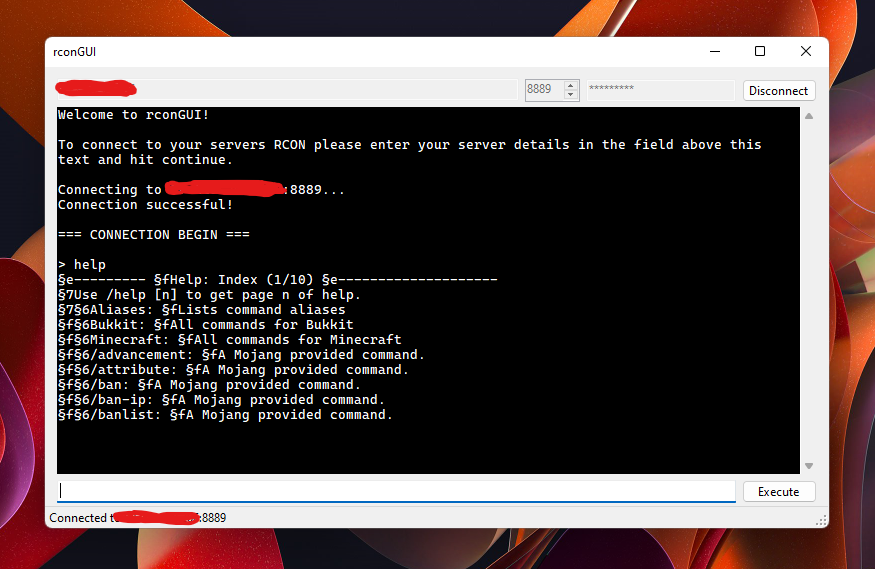 rconGUI
8889
*********
Disconnect
Welcome to rconGUI!
To connect to your servers RCON please enter your server details in the field above this
text and hit continue.
Connecting to :8889...
Connection successful!
=== CONNECTION BEGIN ===
> help
§e--------- §fHelp: Index (1/10) §e--------------------
§7Use /help [n] to get page n of help.
§7§6Aliases: §fLists command aliases
§f§6Bukkit: §fAll commands for Bukkit
§f§6Minecraft: §fAll commands for Minecraft
§f§6/advancement: §fA Mojang provided command.
§f§6/attribute: §fA Mojang provided command.
§f§6/ban: §fA Mojang provided command.
§f§6/ban-ip: §fA Mojang provided command.
§f§6/banlist: §fA Mojang provided command.
Execute
Connected :8889